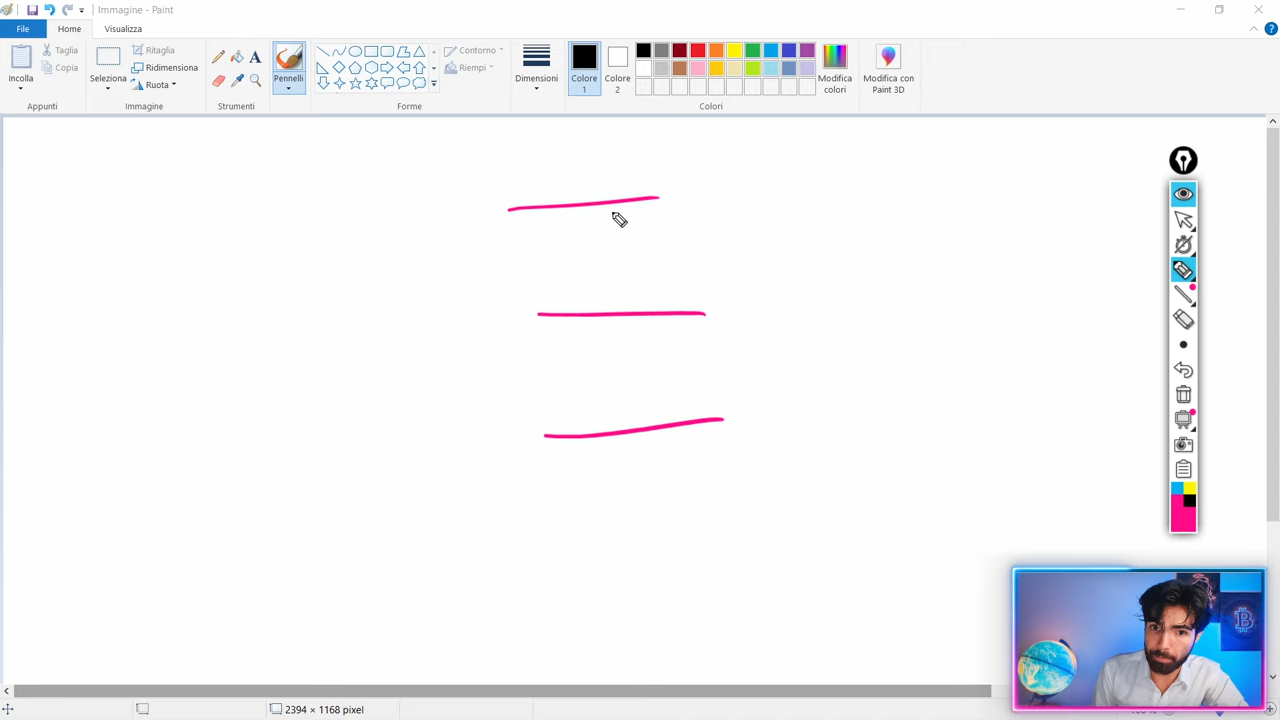 Immagine - Paint
File Home Visualizza
Incolla
Taglia
Copia
Appunti
Seleziona
Ritaglia
Ridimensiona
Ruota
Immagine
A
Strumenti
Pennelli
Contorno
Riempi
Forme
Dimensioni
Colore 1
Colore 2
Modifica colori
Colori
Modifica con Paint 3D
2394 × 1168 pixel